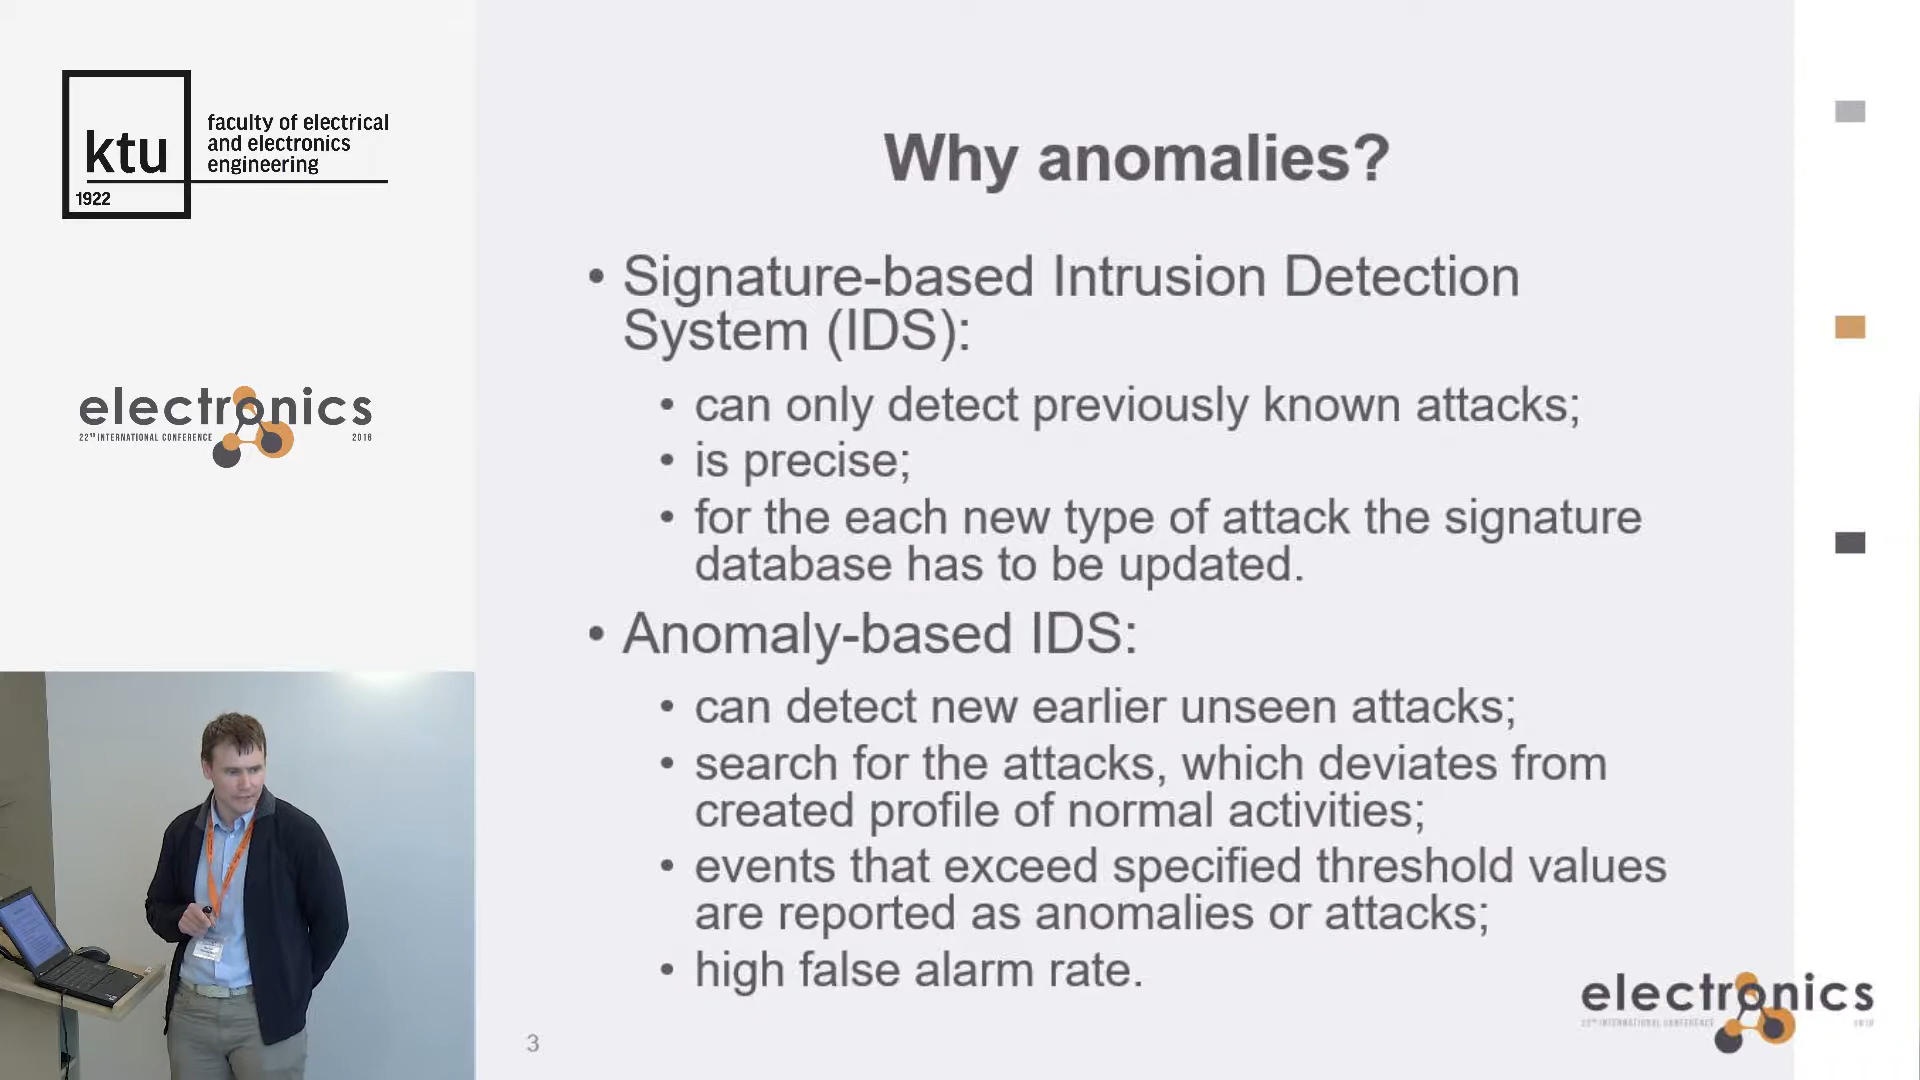 ktu
1922
faculty of electrical
and electronics
engineering
electronics
22ND INTERNATIONAL CONFERENCE
2018
Why anomalies?
• Signature-based Intrusion Detection
System (IDS):
• can only detect previously known attacks;
• is precise;
• for the each new type of attack the signature
database has to be updated.
• Anomaly-based IDS:
• can detect new earlier unseen attacks;
• search for the attacks, which deviates from
created profile of normal activities;
• events that exceed specified threshold values
are reported as anomalies or attacks;
• high false alarm rate.
3
electronics